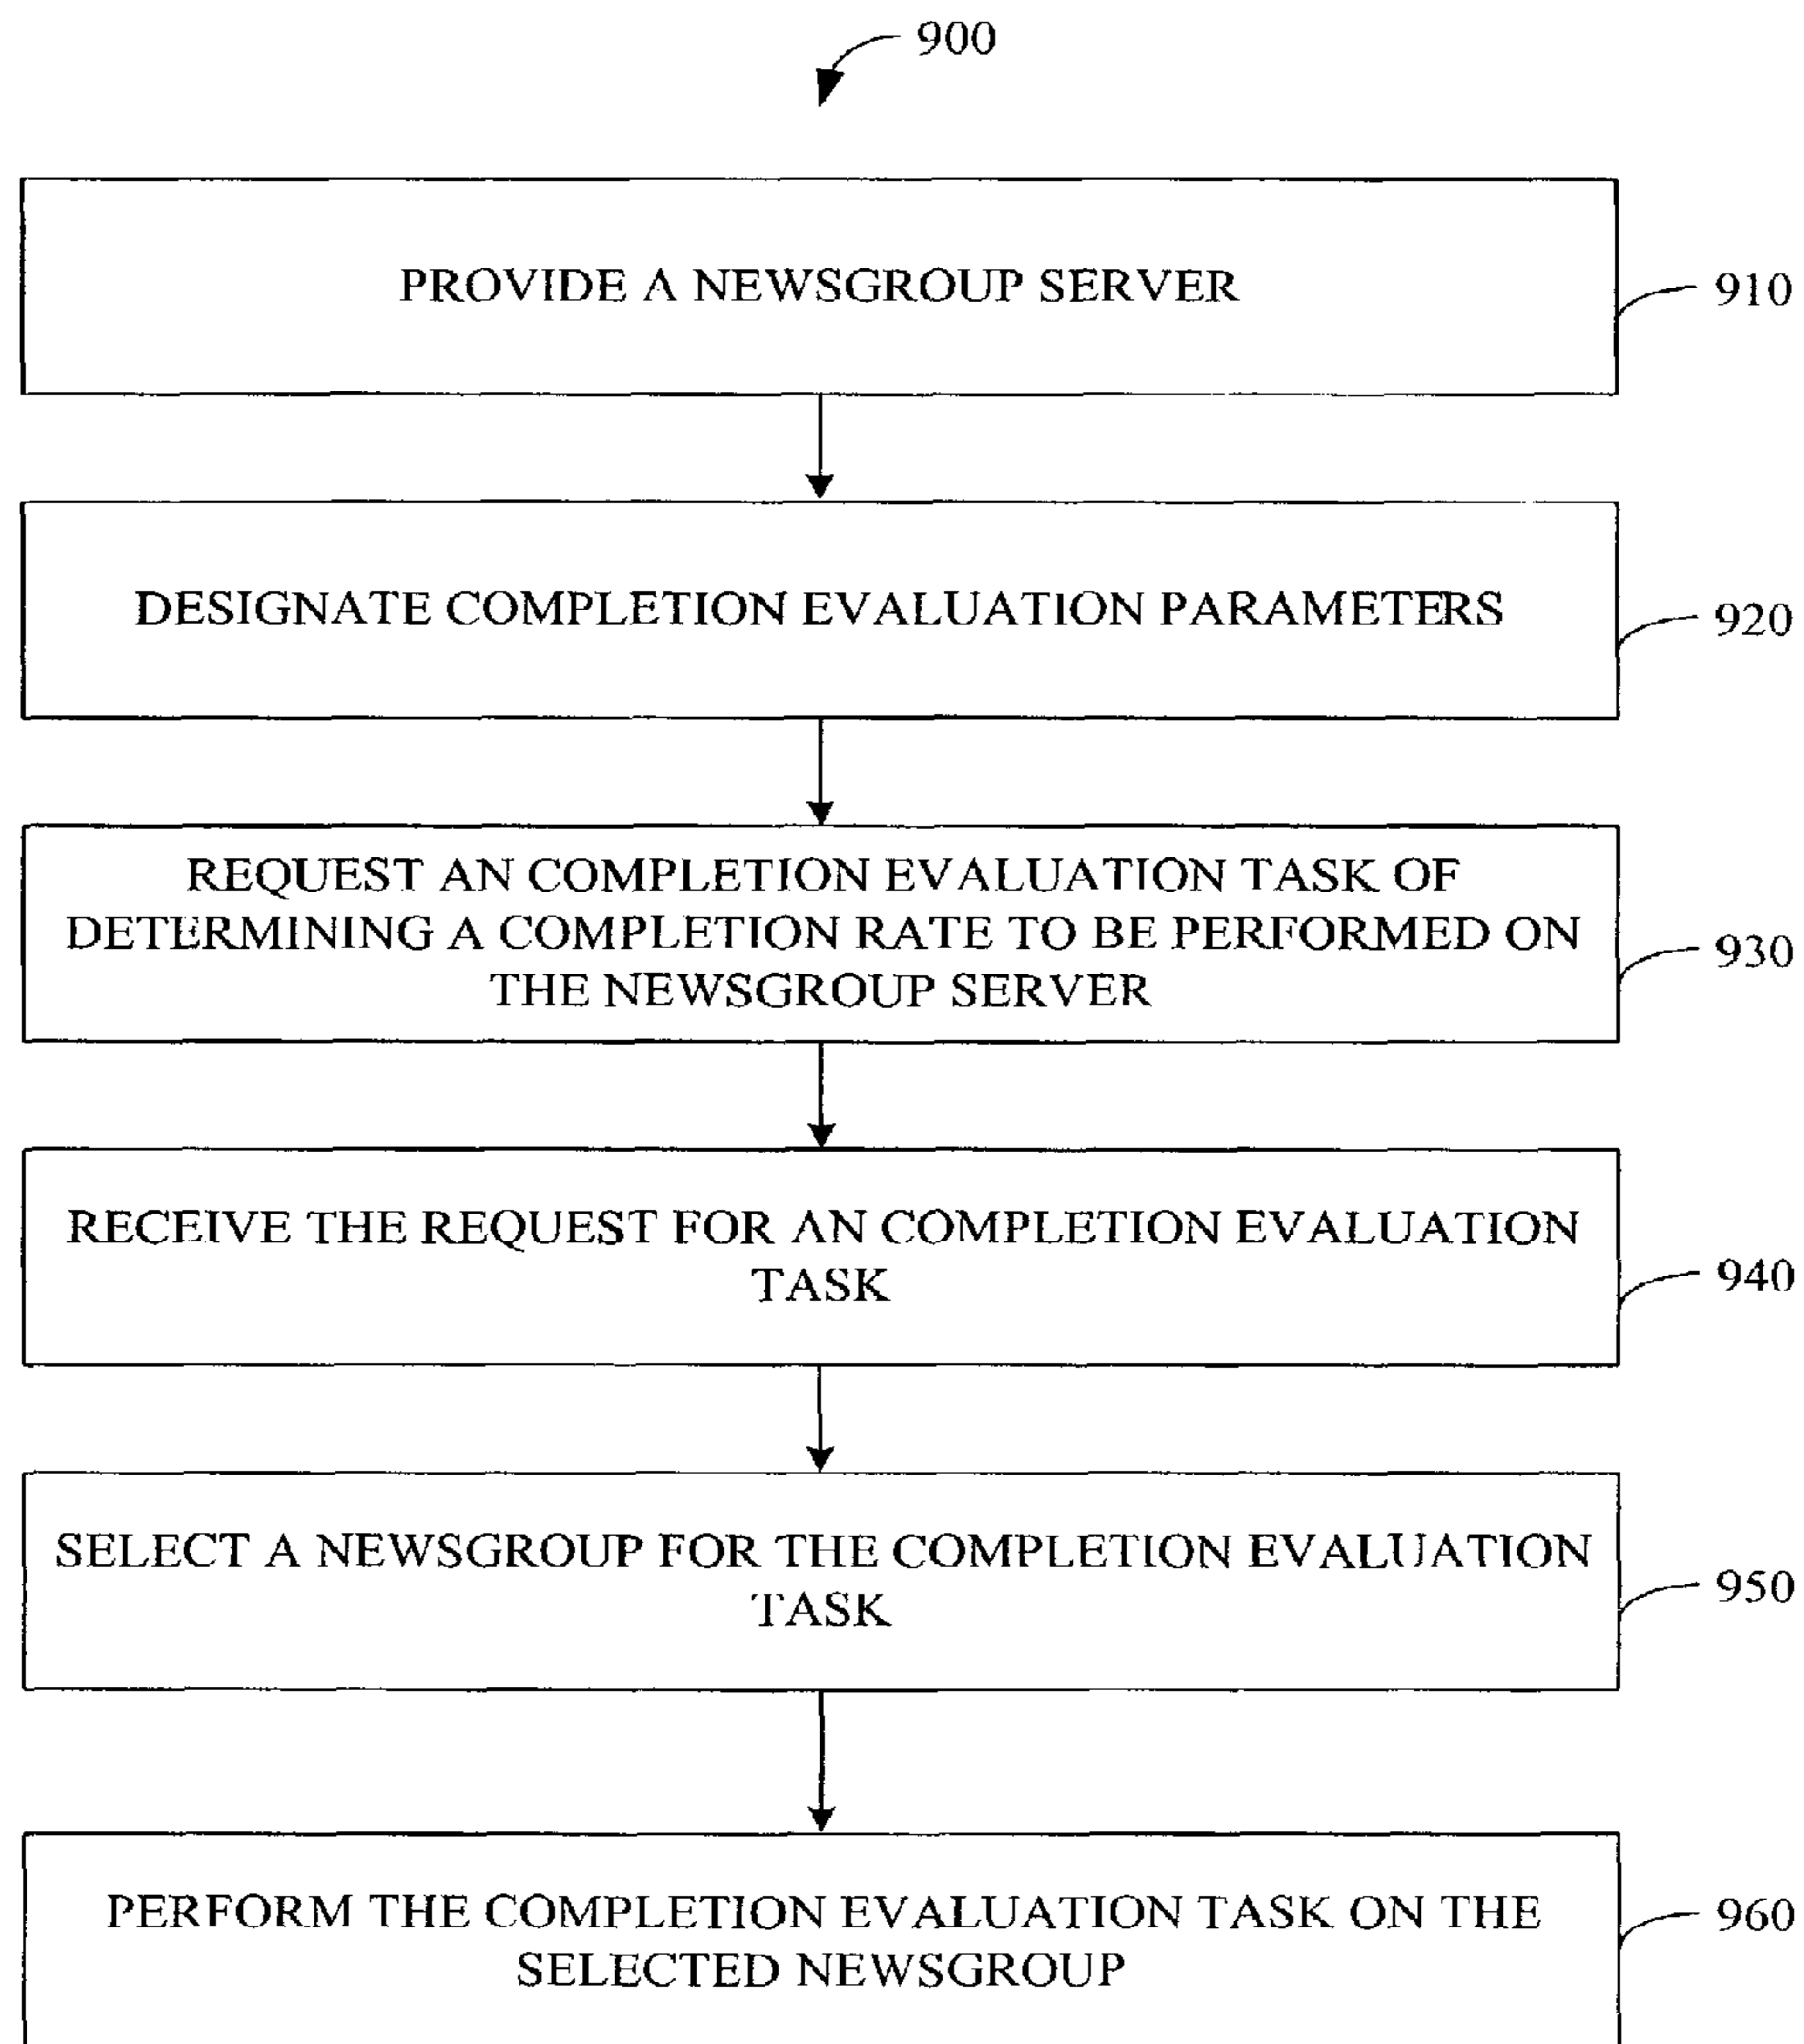 900
PROVIDE A NEWSGROUP SERVER
910
DESIGNATE COMPLETION EVALUATION PARAMETERS
920
REQUEST AN COMPLETION EVALUATION TASK OF
DETERMINING A COMPLETION RATE TO BE PERFORMED ON
THE NEWSGROUP SERVER
930
RECEIVE THE REQUEST FOR AN COMPLETION EVALUATION
TASK
940
SELECT A NEWSGROUP FOR THE COMPLETION EVALUATION
TASK
950
PERFORM THE COMPLETION EVALUATION TASK ON THE
SELECTED NEWSGROUP
960